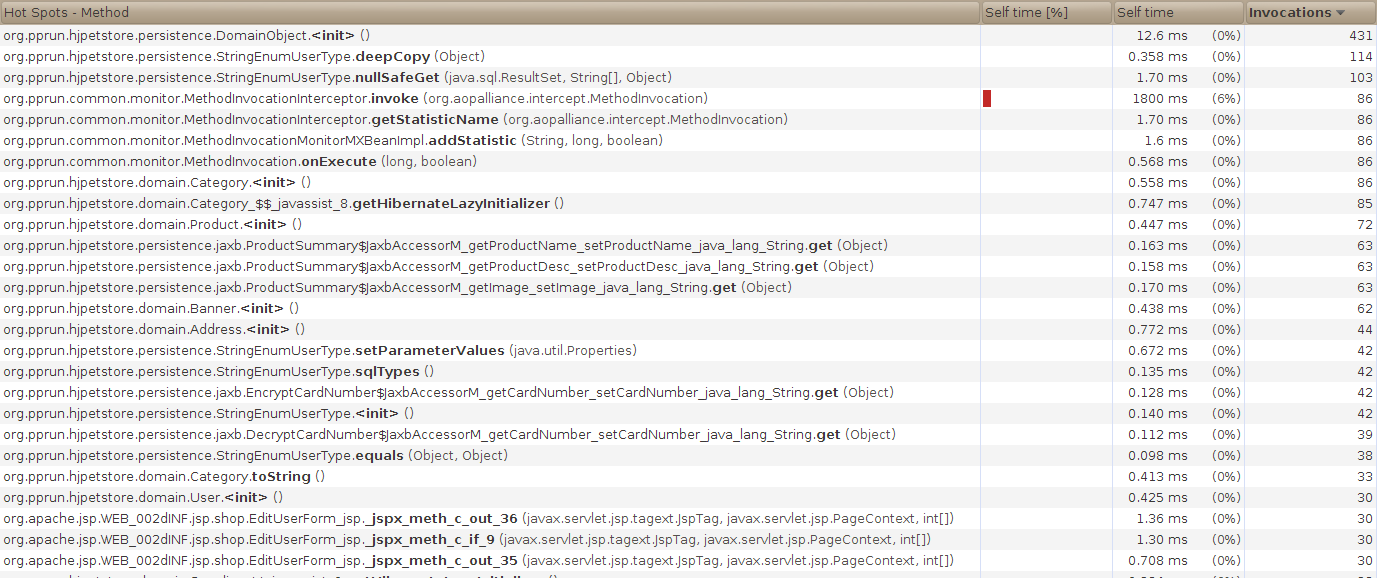 Hot Spots - Method Self time [%] Self time Invocations
org.pprun.hjpetstore.persistence.DomainObject.<init> () 12.6 ms (0%) 431
org.pprun.hjpetstore.persistence.StringEnumUserType.deepCopy (Object) 0.358 ms (0%) 114
org.pprun.hjpetstore.persistence.StringEnumUserType.nullSafeGet (java.sql.ResultSet, String[], Object) 1.70 ms (0%) 103
org.pprun.common.monitor.MethodInvocationInterceptor.invoke (org.aopalliance.intercept.MethodInvocation) 1800 ms (6%) 86
org.pprun.common.monitor.MethodInvocationInterceptor.getStatisticName (org.aopalliance.intercept.MethodInvocation) 1.70 ms (0%) 86
org.pprun.common.monitor.MethodInvocationMonitorMXBeanImpl.addStatistic (String, long, boolean) 1.6 ms (0%) 86
org.pprun.common.monitor.MethodInvocation.onExecute (long, boolean) 0.568 ms (0%) 86
org.pprun.hjpetstore.domain.Category.<init> () 0.558 ms (0%) 86
org.pprun.hjpetstore.domain.Category_$$_javassist_8.getHibernateLazyInitializer () 0.747 ms (0%) 85
org.pprun.hjpetstore.domain.Product.<init> () 0.447 ms (0%) 72
org.pprun.hjpetstore.persistence.jaxb.ProductSummary$JaxbAccessorM_getProductName_setProductName_java_lang_String.get (Object) 0.163 ms (0%) 63
org.pprun.hjpetstore.persistence.jaxb.ProductSummary$JaxbAccessorM_getProductDesc_setProductDesc_java_lang_String.get (Object) 0.158 ms (0%) 63
org.pprun.hjpetstore.persistence.jaxb.ProductSummary$JaxbAccessorM_getImage_setImage_java_lang_String.get (Object) 0.170 ms (0%) 63
org.pprun.hjpetstore.domain.Banner.<init> () 0.438 ms (0%) 62
org.pprun.hjpetstore.domain.Address.<init> () 0.772 ms (0%) 44
org.pprun.hjpetstore.persistence.StringEnumUserType.setParameterValues (java.util.Properties) 0.672 ms (0%) 42
org.pprun.hjpetstore.persistence.StringEnumUserType.sqlTypes () 0.135 ms (0%) 42
org.pprun.hjpetstore.persistence.jaxb.EncryptCardNumber$JaxbAccessorM_getCardNumber_setCardNumber_java_lang_String.get (Object) 0.128 ms (0%) 42
org.pprun.hjpetstore.persistence.StringEnumUserType.<init> () 0.140 ms (0%) 42
org.pprun.hjpetstore.persistence.jaxb.DecryptCardNumber$JaxbAccessorM_getCardNumber_setCardNumber_java_lang_String.get (Object) 0.112 ms (0%) 39
org.pprun.hjpetstore.persistence.StringEnumUserType.equals (Object, Object) 0.098 ms (0%) 38
org.pprun.hjpetstore.domain.Category.toString () 0.413 ms (0%) 33
org.pprun.hjpetstore.domain.User.<init> () 0.425 ms (0%) 30
org.apache.jsp.WEB_002dINF.jsp.shop.EditUserForm_jsp._jspx_meth_c_out_36 (javax.servlet.jsp.tagext.JspTag, javax.servlet.jsp.PageContext, int[]) 1.36 ms (0%) 30
org.apache.jsp.WEB_002dINF.jsp.shop.EditUserForm_jsp._jspx_meth_c_if_9 (javax.servlet.jsp.tagext.JspTag, javax.servlet.jsp.PageContext, int[]) 1.30 ms (0%) 30
org.apache.jsp.WEB_002dINF.jsp.shop.EditUserForm_jsp._jspx_meth_c_out_35 (javax.servlet.jsp.tagext.JspTag, javax.servlet.jsp.PageContext, int[]) 0.708 ms (0%) 30